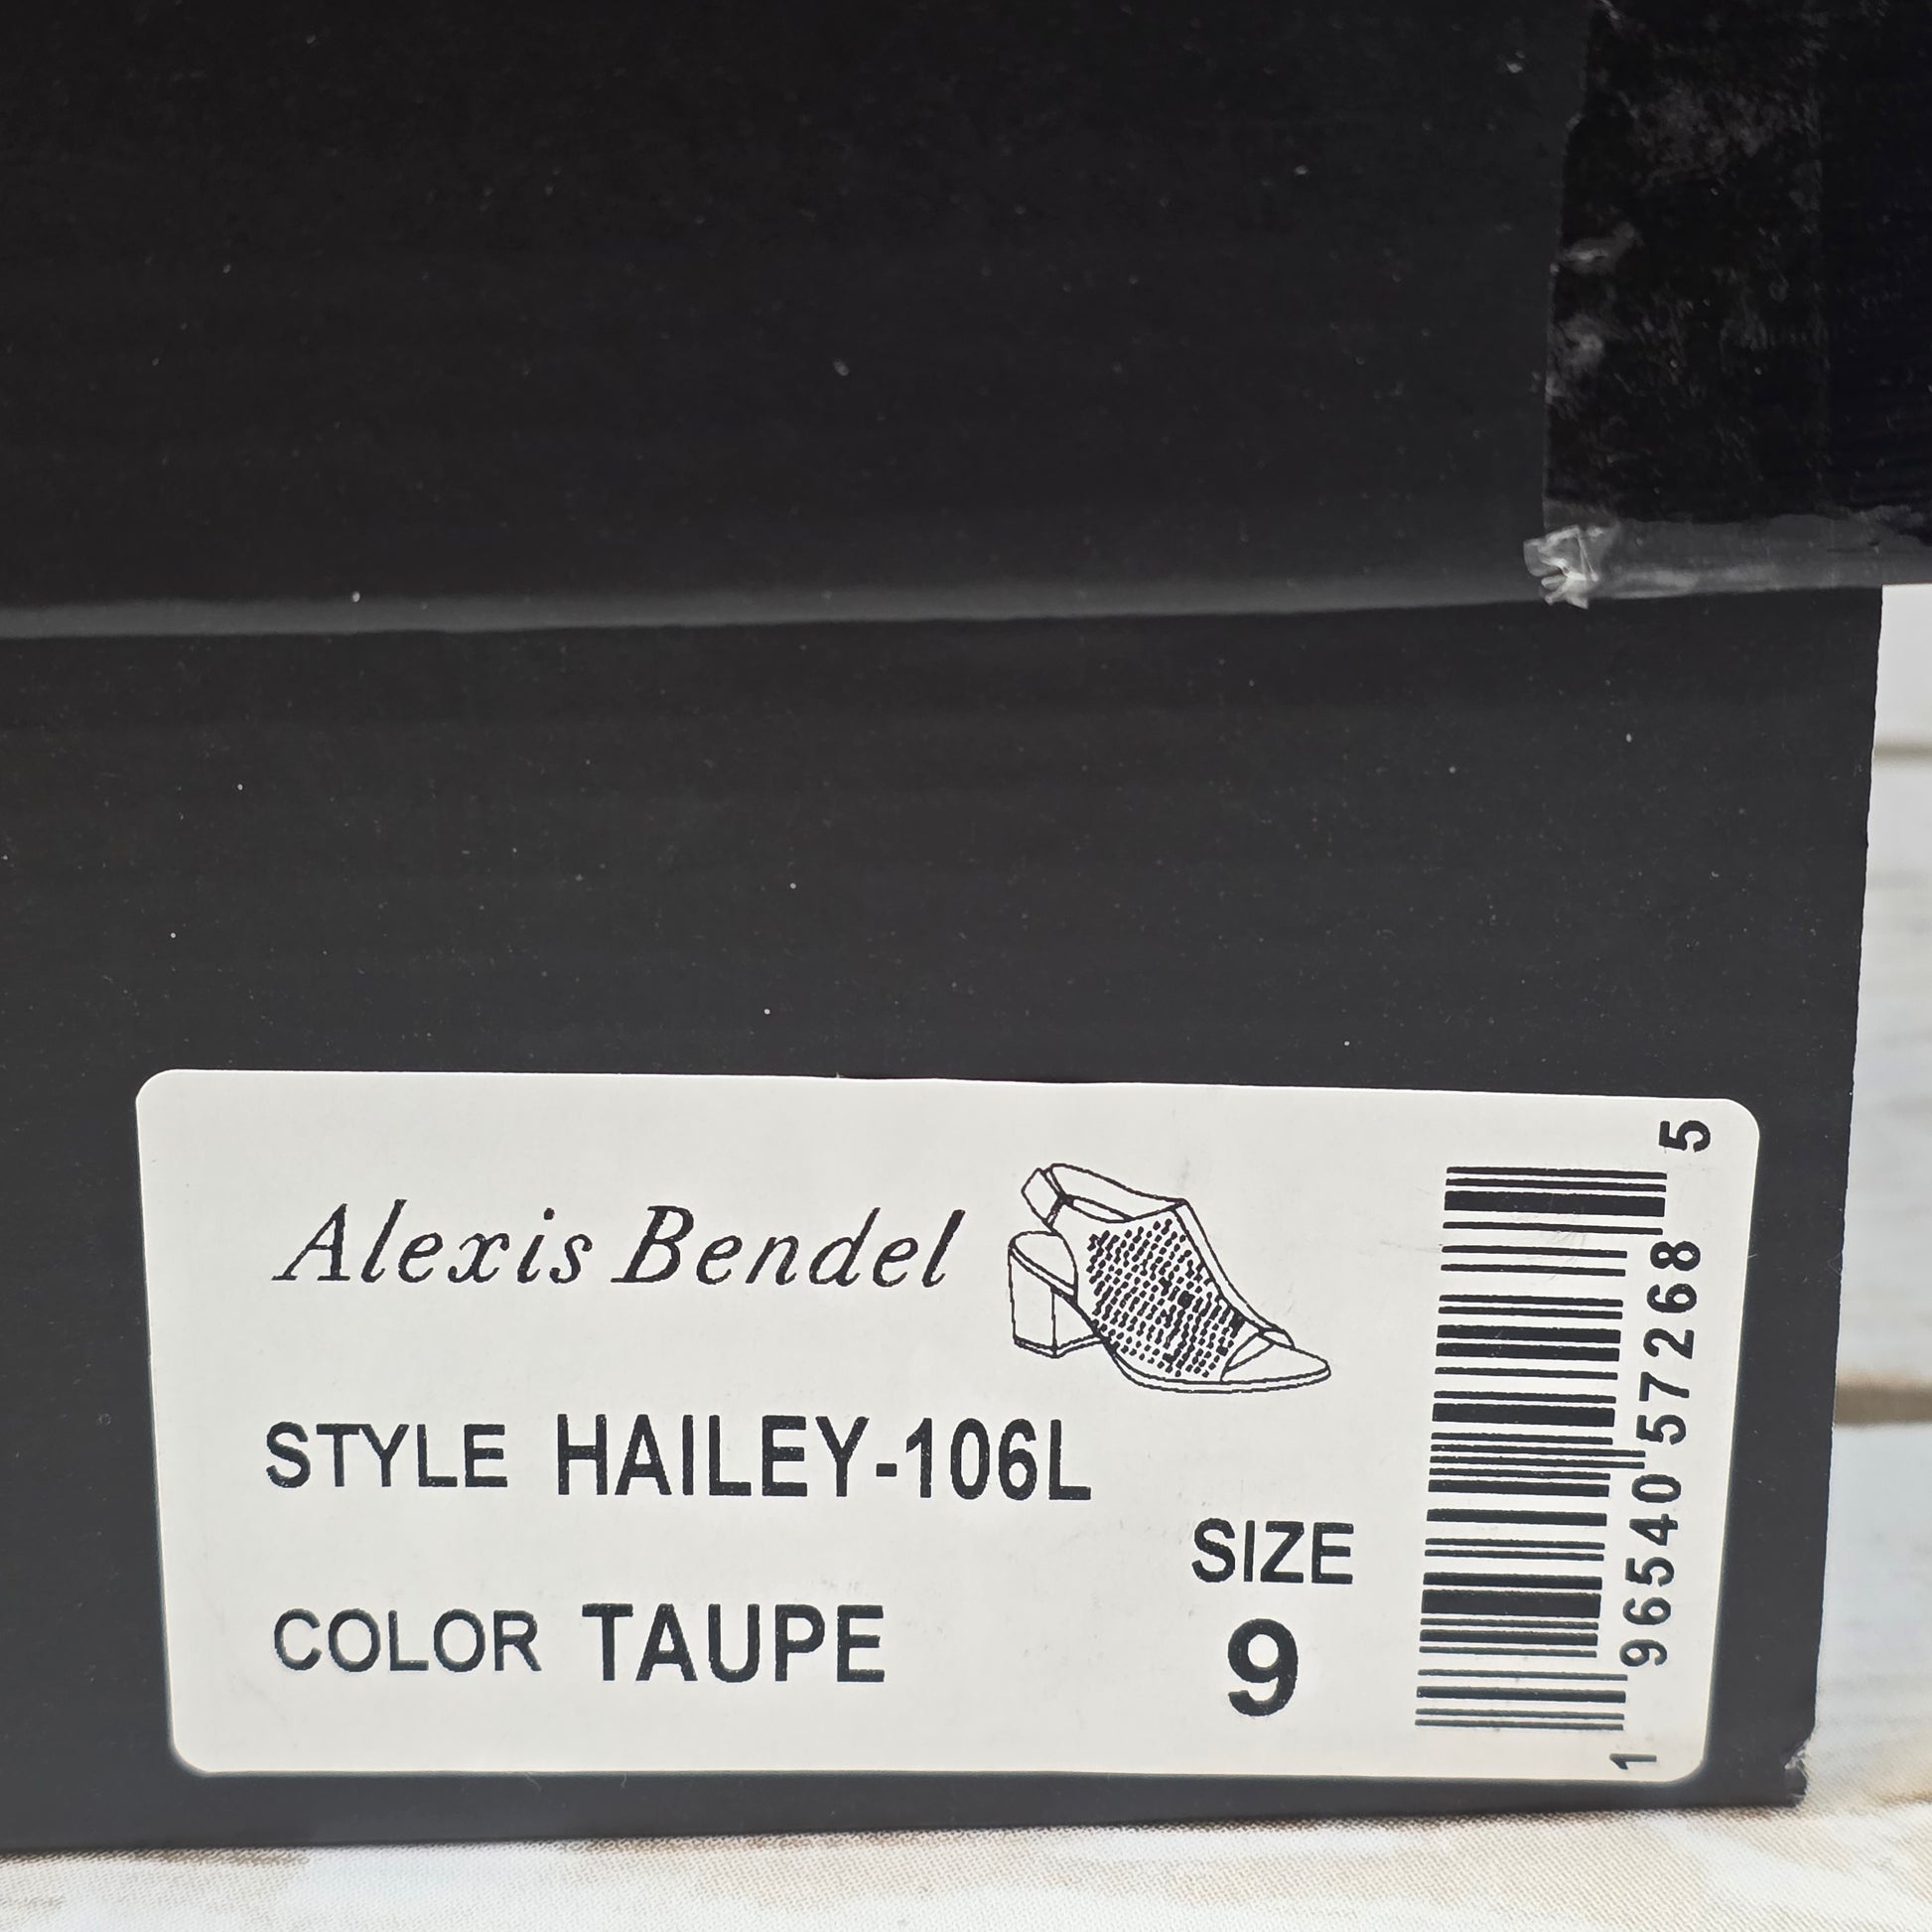 Alexis Bendel
STYLE HAILEY-106L
COLOR TAUPE
SIZE
9
1 96540 57268 5